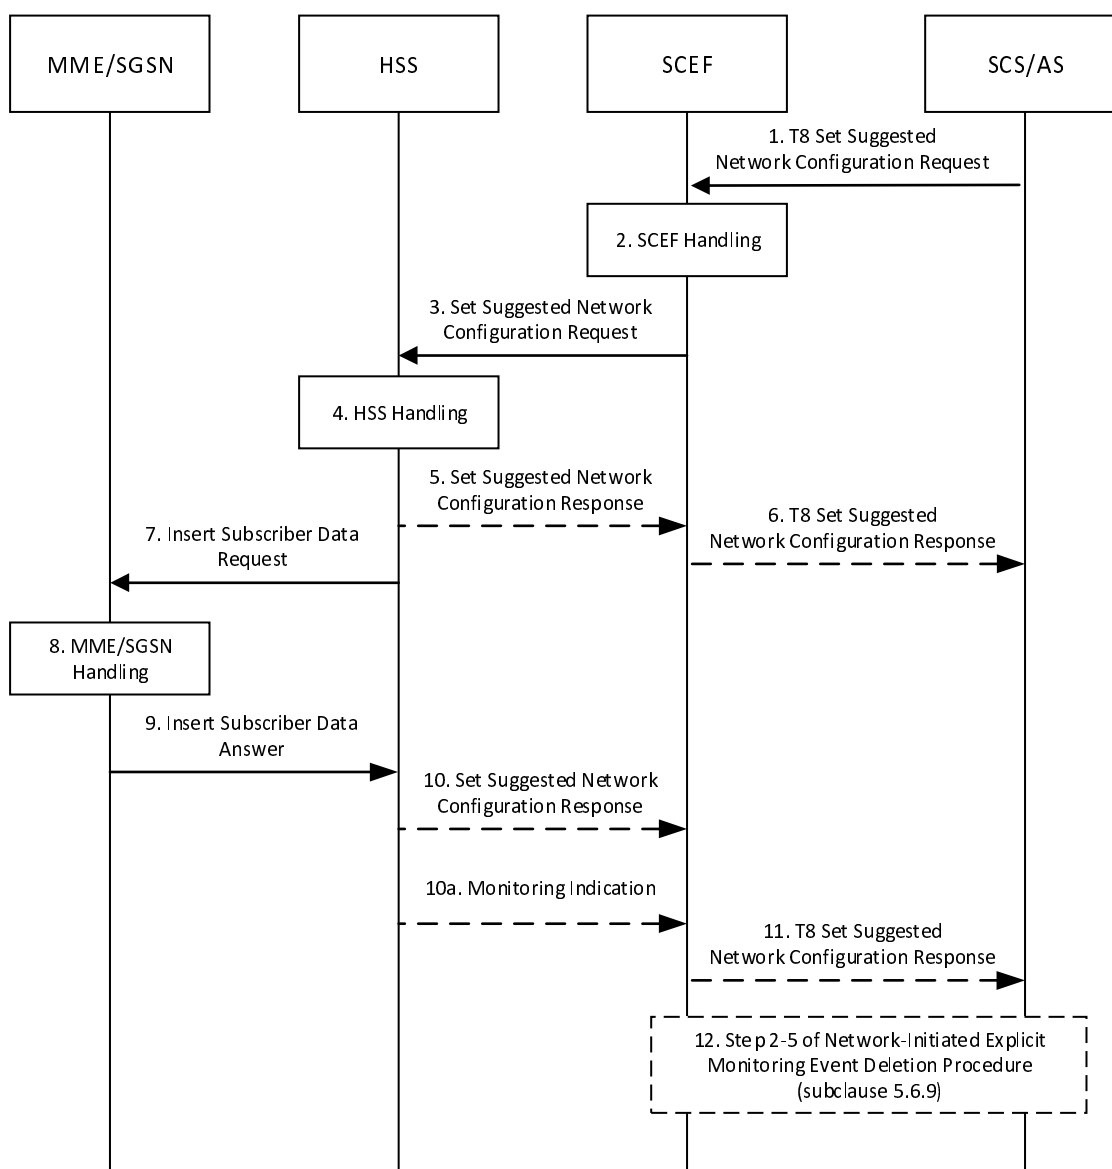 MME/SGSN
HSS
SCEF
SCS/AS
1. T8 Set Suggested
Network Configuration Request
2. SCEF Handling
3. Set Suggested Network
Configuration Request
4. HSS Handling
5. Set Suggested Network
Configuration Response
6. T8 Set Suggested
Network Configuration Response
7. Insert Subscriber Data
Request
8. MME/SGSN
Handling
9. Insert Subscriber Data
Answer
10. Set Suggested Network
Configuration Response
10a. Monitoring Indication
11. T8 Set Suggested
Network Configuration Response
12. Step 2-5 of Network-Initiated Explicit
Monitoring Event Deletion Procedure
(subclause 5.6.9)